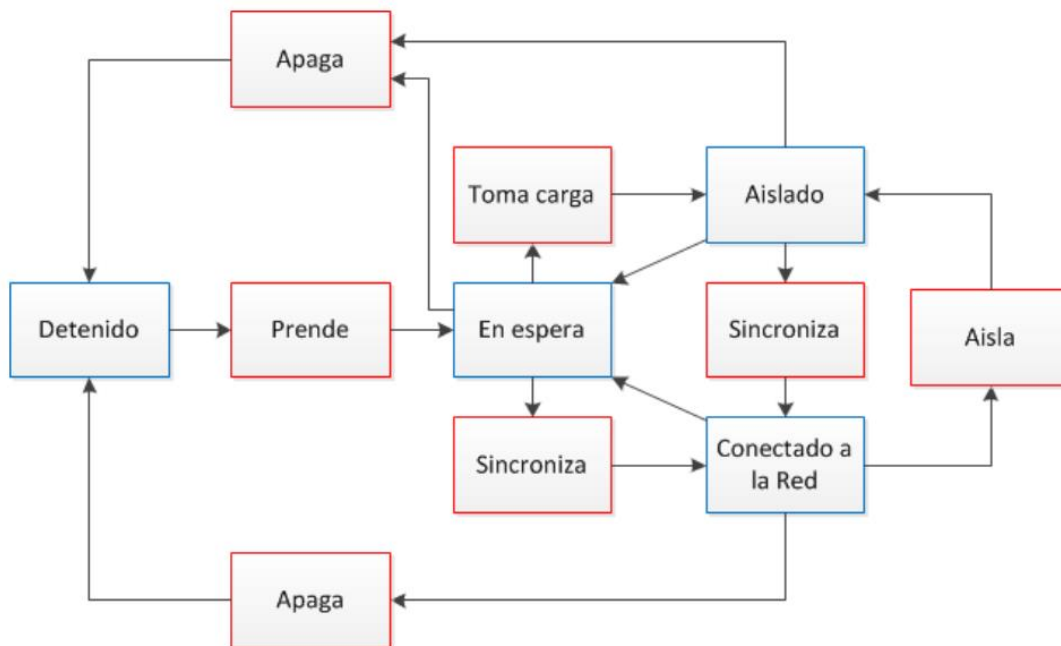 Apaga
Toma carga
Aislado
Detenido
Prende
En espera
Sincroniza
Aisla
Sincroniza
Conectado a
la Red
Apaga